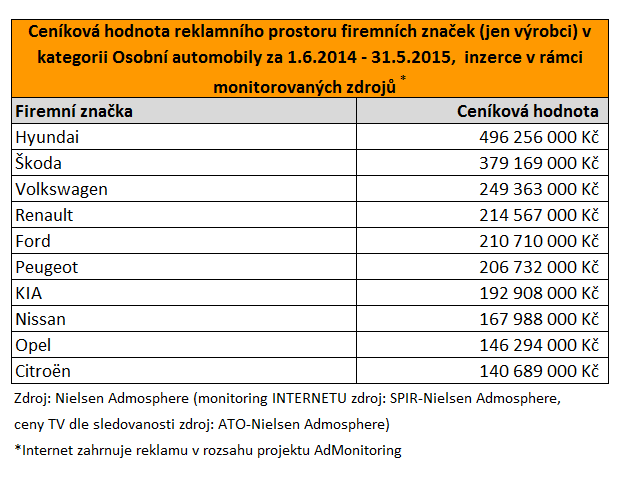 Ceníková hodnota reklamního prostoru firemních značek (jen výrobci) v
kategorii Osobní automobily za 1.6.2014 - 31.5.2015, inzerce v rámci
monitorovaných zdrojů *
Firemní značka Ceníková hodnota
Hyundai 496 256 000 Kč
Škoda 379 169 000 Kč
Volkswagen 249 363 000 Kč
Renault 214 567 000 Kč
Ford 210 710 000 Kč
Peugeot 206 732 000 Kč
KIA 192 908 000 Kč
Nissan 167 988 000 Kč
Opel 146 294 000 Kč
Citroën 140 689 000 Kč
Zdroj: Nielsen Admosphere (monitoring INTERNETU zdroj: SPIR-Nielsen Admosphere,
ceny TV dle sledovanosti zdroj: ATO-Nielsen Admosphere)
*Internet zahrnuje reklamu v rozsahu projektu AdMonitoring